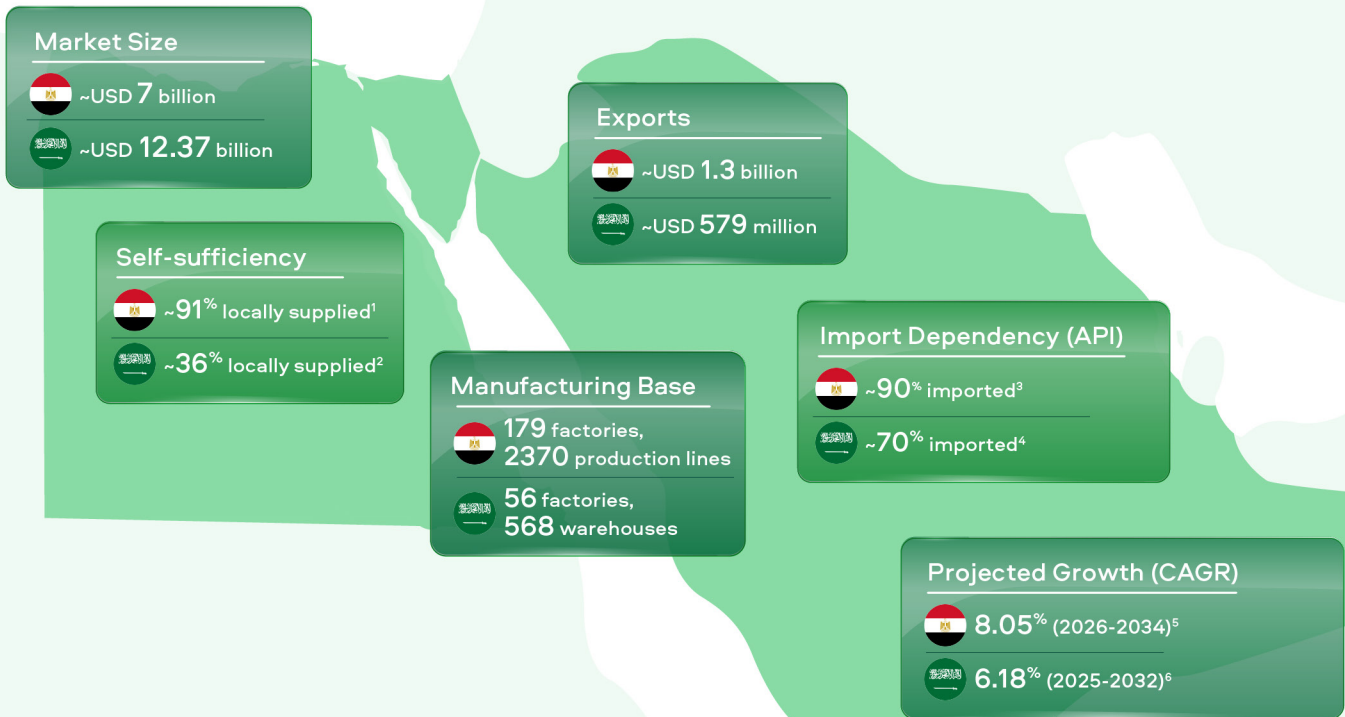 Market Size
~USD 7 billion
~USD 12.37 billion
Exports
~USD 1.3 billion
~USD 579 million
Self-sufficiency
~91% locally supplied¹
~36% locally supplied²
Import Dependency (API)
~90% imported³
~70% imported⁴
Manufacturing Base
179 factories,
2370 production lines
56 factories,
568 warehouses
Projected Growth (CAGR)
8.05% (2026-2034)⁵
6.18% (2025-2032)⁶